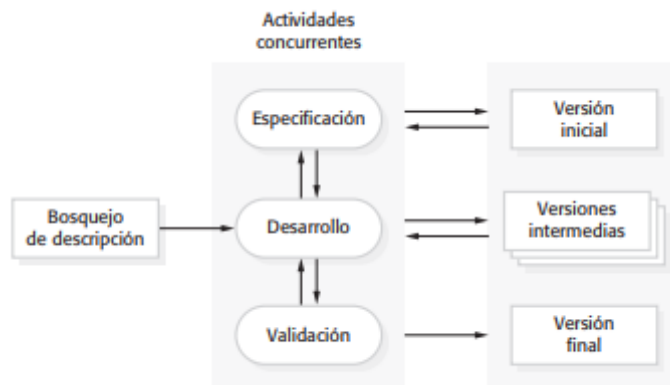 Actividades
concurrentes
Especificación
Versión
inicial
Bosquejo
de descripción
Desarrollo
Versiones
intermedias
Validación
Versión
final